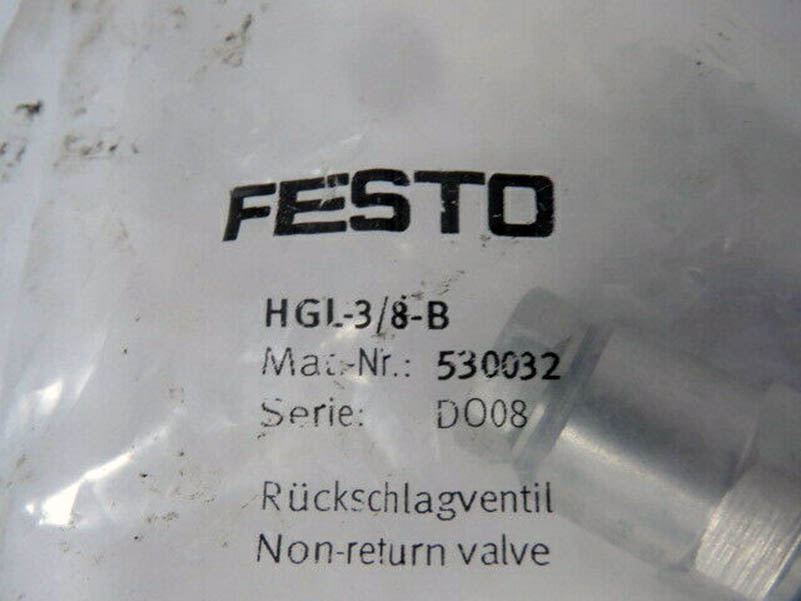 FESTO
HGL-3/8-B
Mat.-Nr.: 530032
Serie: DO08
Rückschlagventil
Non-return valve